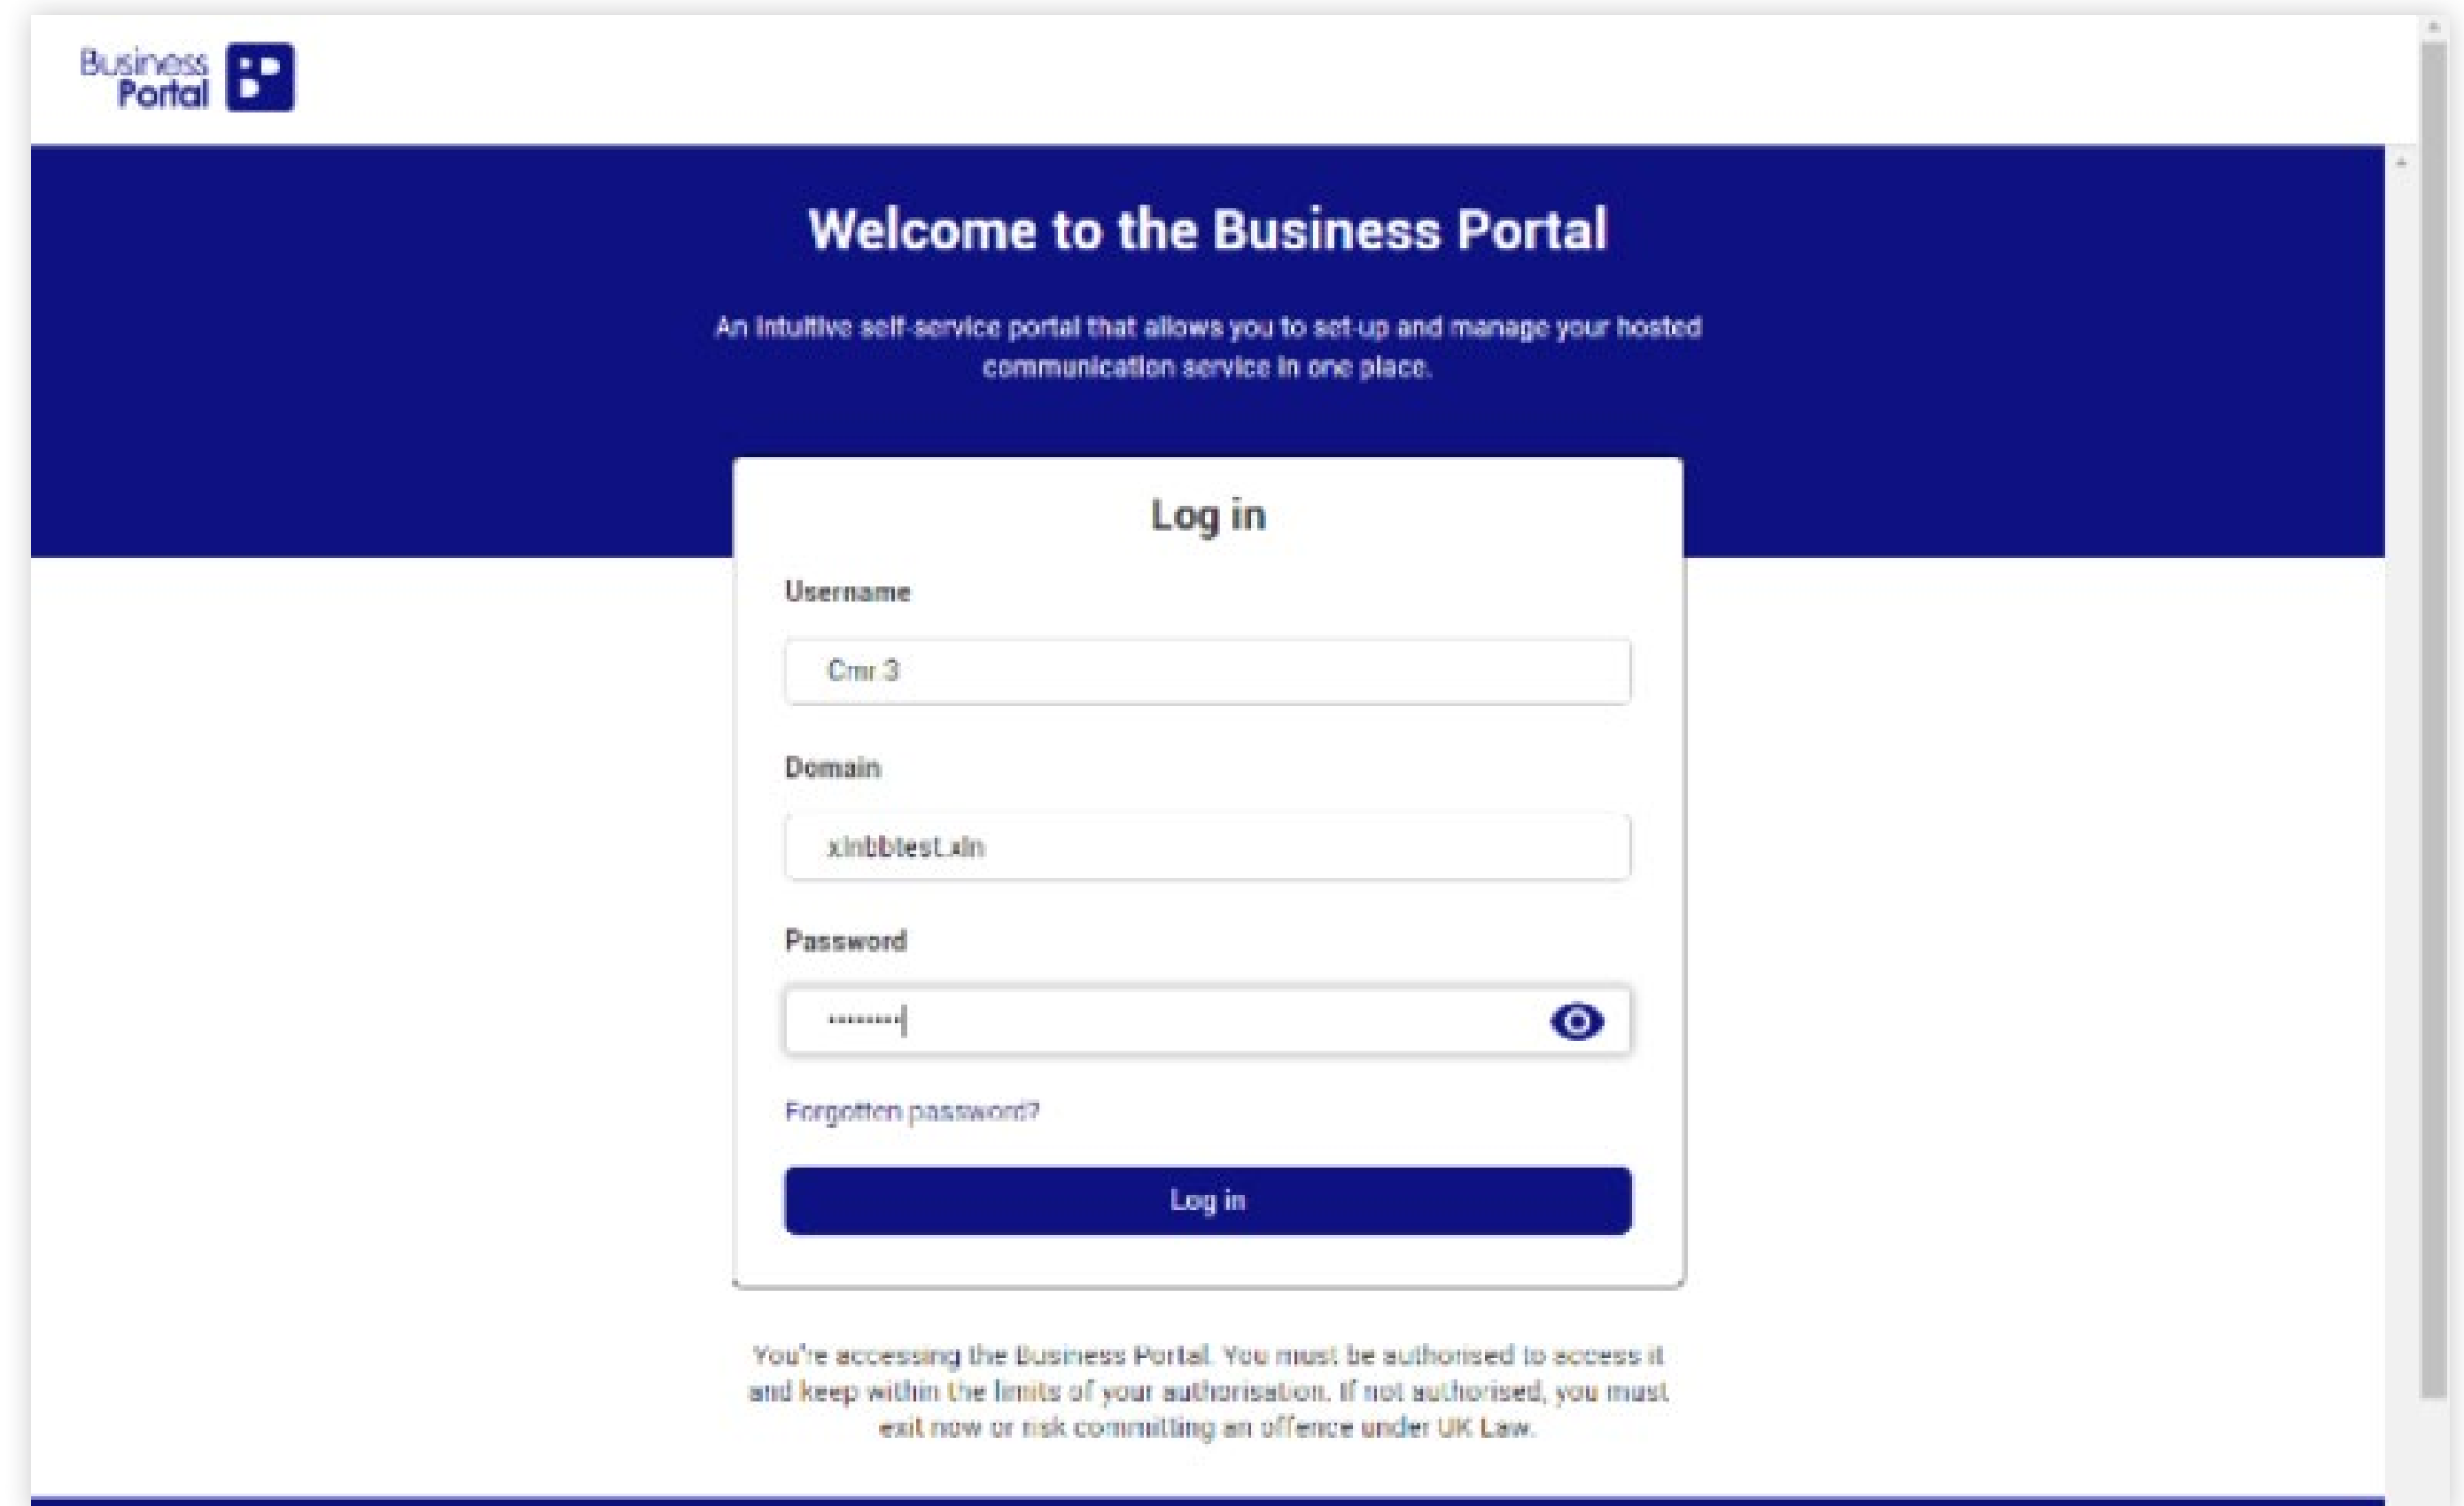 Business
Portal
Welcome to the Business Portal
An intuitive self-service portal that allows you to set-up and manage your hosted
communication service in one place.
Log in
Username
Cmr 3
Domain
xlnbbtest.xln
Password
Forgotten password?
Log in
You're accessing the Business Portal. You must be authorised to access it
and keep within the limits of your authorisation. If not authorised, you must
exit now or risk committing an offence under UK Law.